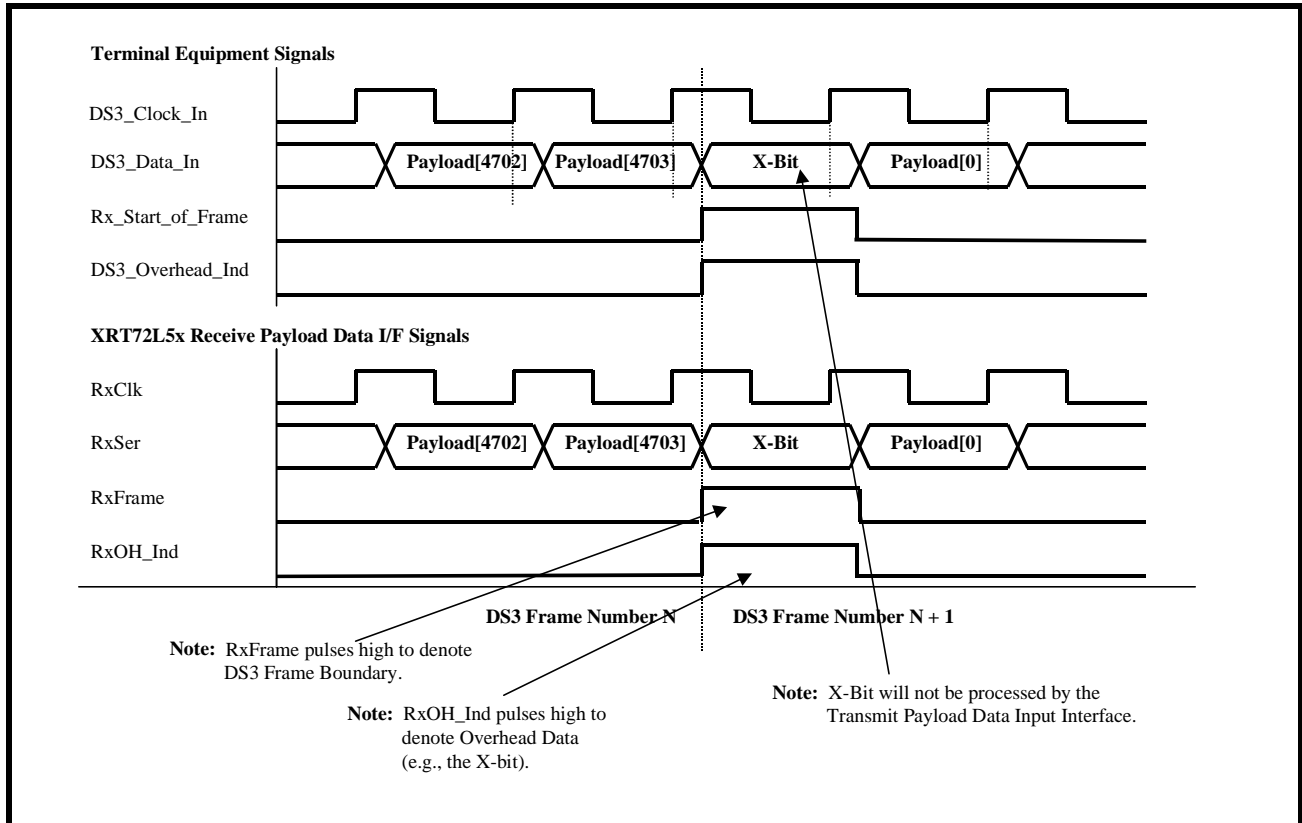 Terminal Equipment Signals
DS3_Clock_In
DS3_Data_In
Payload[4702] Payload[4703] X-Bit Payload[0]
Rx_Start_of_Frame
DS3_Overhead_Ind
XRT72L5x Receive Payload Data I/F Signals
RxClk
RxSer
Payload[4702] Payload[4703] X-Bit Payload[0]
RxFrame
RxOH_Ind
DS3 Frame Number N DS3 Frame Number N + 1
Note: RxFrame pulses high to denote
DS3 Frame Boundary.
Note: RxOH_Ind pulses high to
denote Overhead Data
(e.g., the X-bit).
Note: X-Bit will not be processed by the
Transmit Payload Data Input Interface.